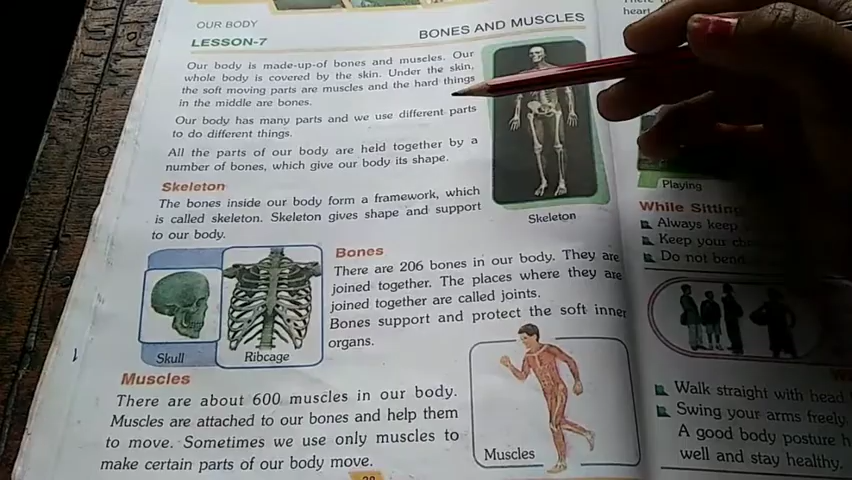 OUR BODY
LESSON-7
BONES AND MUSCLES
Our body is made-up-of bones and muscles. Our
whole body is covered by the skin. Under the skin,
the soft moving parts are muscles and the hard things
in the middle are bones.
Our body has many parts and we use different parts
to do different things.
All the parts of our body are held together by a
number of bones, which give our body its shape.
Skeleton
The bones inside our body form a framework, which
is called skeleton. Skeleton gives shape and support
to our body.
Skeleton
Skull
Ribcage
Bones
There are 206 bones in our body. They are
joined together. The places where they are
joined together are called joints.
Bones support and protect the soft inner
organs.
Muscles
There are about 600 muscles in our body.
Muscles are attached to our bones and help them
to move. Sometimes we use only muscles to
make certain parts of our body move.
Muscles
heart
Playing
While Sitting
Always keep
Keep your
Do not bend
Walk straight with head
Swing your arms freely
A good body posture
well and stay healthy.